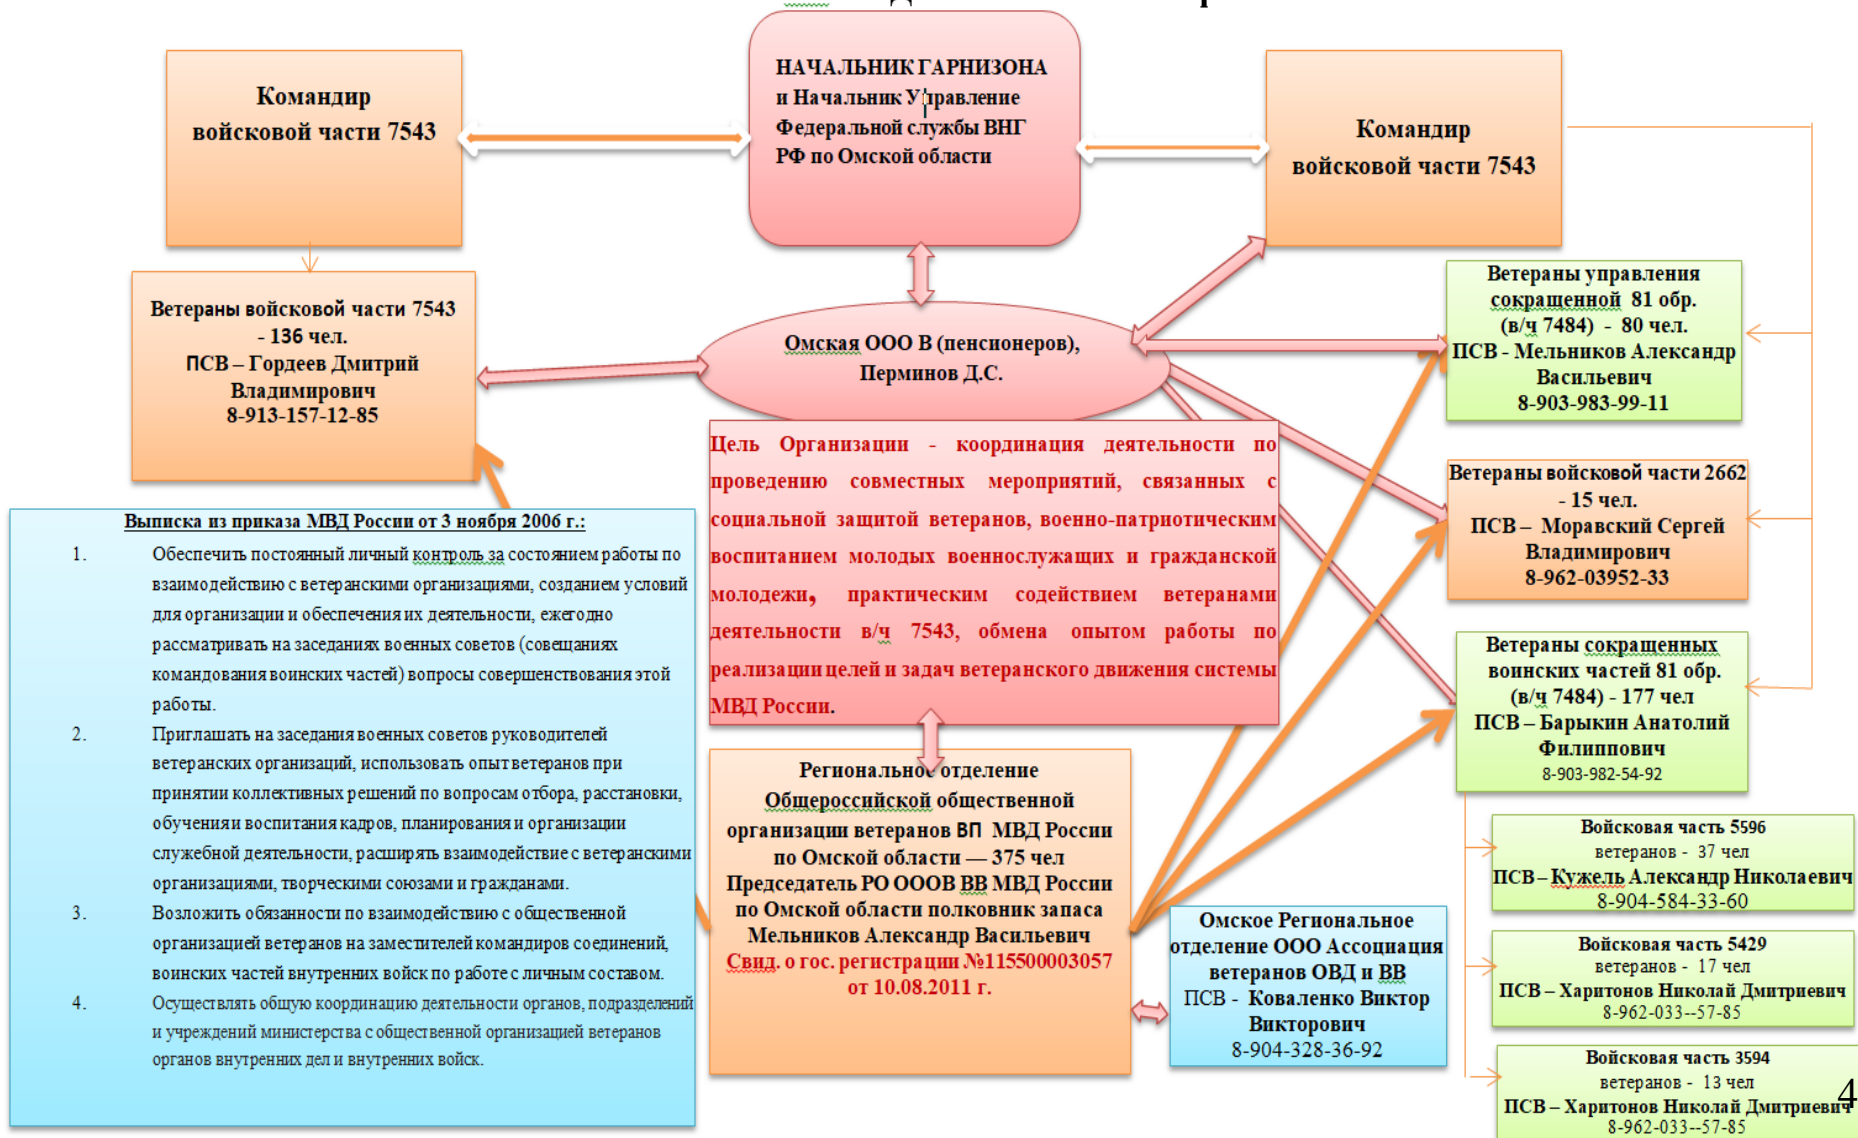 Командир
войсковой части 7543
НАЧАЛЬНИК ГАРНИЗОНА
и Начальник Управление
Федеральной службы ВНГ
РФ по Омской области
Командир
войсковой части 7543
Ветераны войсковой части 7543
- 136 чел.
ПСВ – Гордеев Дмитрий
Владимирович
8-913-157-12-85
Омская ООО В (пенсионеров),
Перминов Д.С.
Ветераны управления
сокращенной 81 обр.
(в/ч 7484) - 80 чел.
ПСВ - Мельников Александр
Васильевич
8-903-983-99-11
Цель Организации - координация деятельности по
проведению совместных мероприятий, связанных с
социальной защитой ветеранов, военно-патриотическим
воспитанием молодых военнослужащих и гражданской
молодежи, практическим содействием ветеранами
деятельности в/ч 7543, обмена опытом работы по
реализации целей и задач ветеранского движения системы
МВД России.
Ветераны войсковой части 2662
- 15 чел.
ПСВ – Моравский Сергей
Владимирович
8-962-03952-33
Выписка из приказа МВД России от 3 ноября 2006 г.:
1. Обеспечить постоянный личный контроль за состоянием работы по
взаимодействию с ветеранскими организациями, созданием условий
для организации и обеспечения их деятельности, ежегодно
рассматривать на заседаниях военных советов (совещаниях
командования воинских частей) вопросы совершенствования этой
работы.
2. Приглашать на заседания военных советов руководителей
ветеранских организаций, использовать опыт ветеранов при
принятии коллективных решений по вопросам отбора, расстановки,
обучения и воспитания кадров, планирования и организации
служебной деятельности, расширять взаимодействие с ветеранскими
организациями, творческими союзами и гражданами.
3. Возложить обязанности по взаимодействию с общественной
организацией ветеранов на заместителей командиров соединений,
воинских частей внутренних войск по работе с личным составом.
4. Осуществлять общую координацию деятельности органов, подразделений
и учреждений министерства с общественной организацией ветеранов
органов внутренних дел и внутренних войск.
Ветераны сокращенных
воинских частей 81 обр.
(в/ч 7484) - 177 чел
ПСВ – Барыкин Анатолий
Филиппович
8-903-982-54-92
Региональное отделение
Общероссийской общественной
организации ветеранов ВП МВД России
по Омской области — 375 чел
Председатель РО ОООВ ВВ МВД России
по Омской области полковник запаса
Мельников Александр Васильевич
Свид. о гос. регистрации №115500003057
от 10.08.2011 г.
Омское Региональное
отделение ООО Ассоциация
ветеранов ОВД и ВВ
ПСВ - Коваленко Виктор
Викторович
8-904-328-36-92
Войсковая часть 5596
ветеранов - 37 чел
ПСВ – Кужель Александр Николаевич
8-904-584-33-60
Войсковая часть 5429
ветеранов - 17 чел
ПСВ – Харитонов Николай Дмитриевич
8-962-033--57-85
Войсковая часть 3594
ветеранов - 13 чел
ПСВ – Харитонов Николай Дмитриевич
8-962-033--57-85
4